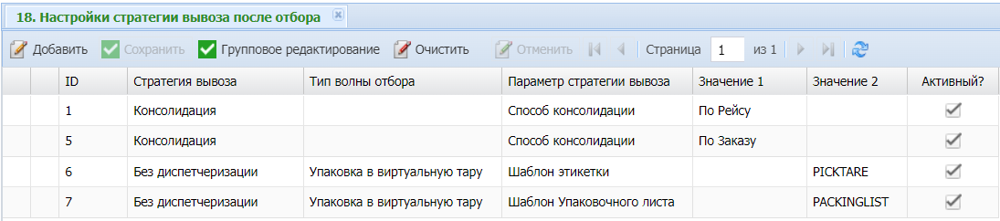 18. Настройки стратегии вывоза после отбора
Добавить Сохранить Групповое редактирование Очистить Отменить Страница 1 из 1
ID Стратегия вывоза Тип волны отбора Параметр стратегии вывоза Значение 1 Значение 2 Активный?
1 Консолидация Способ консолидации По Рейсу
5 Консолидация Способ консолидации По Заказу
6 Без диспетчеризации Упаковка в виртуальную тару Шаблон этикетки PICKTARE
7 Без диспетчеризации Упаковка в виртуальную тару Шаблон Упаковочного листа PACKINGLIST